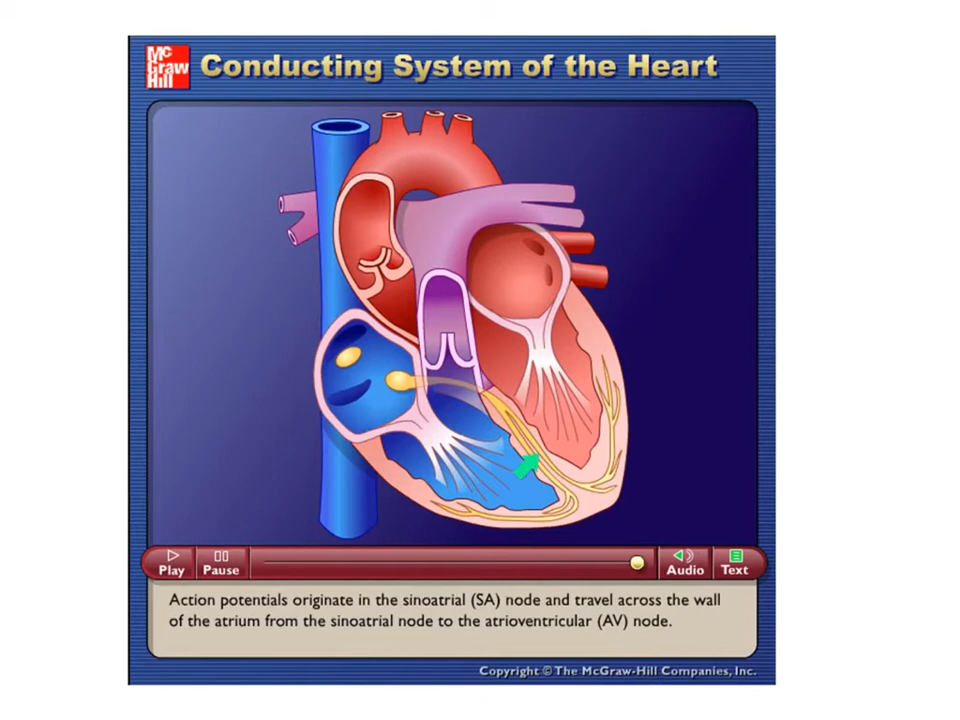 Mc
Graw
Hill
Conducting System of the Heart
Play
Pause
Audio
Text
Action potentials originate in the sinoatrial (SA) node and travel across the wall
of the atrium from the sinoatrial node to the atrioventricular (AV) node.
Copyright © The McGraw-Hill Companies, Inc.